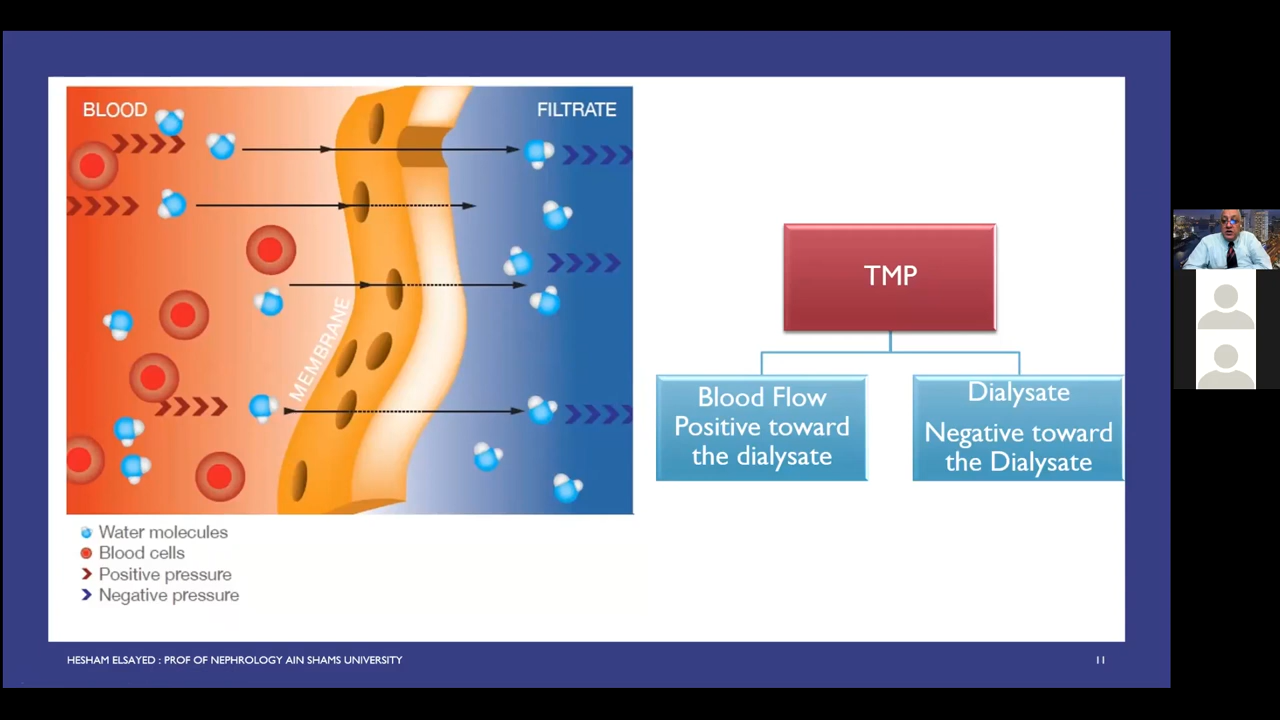 BLOOD
FILTRATE
MEMBRANE
Water molecules
Blood cells
Positive pressure
Negative pressure
TMP
Blood Flow
Positive toward
the dialysate
Dialysate
Negative toward
the Dialysate
HESHAM ELSAYED : PROF OF NEPHROLOGY AIN SHAMS UNIVERSITY
11